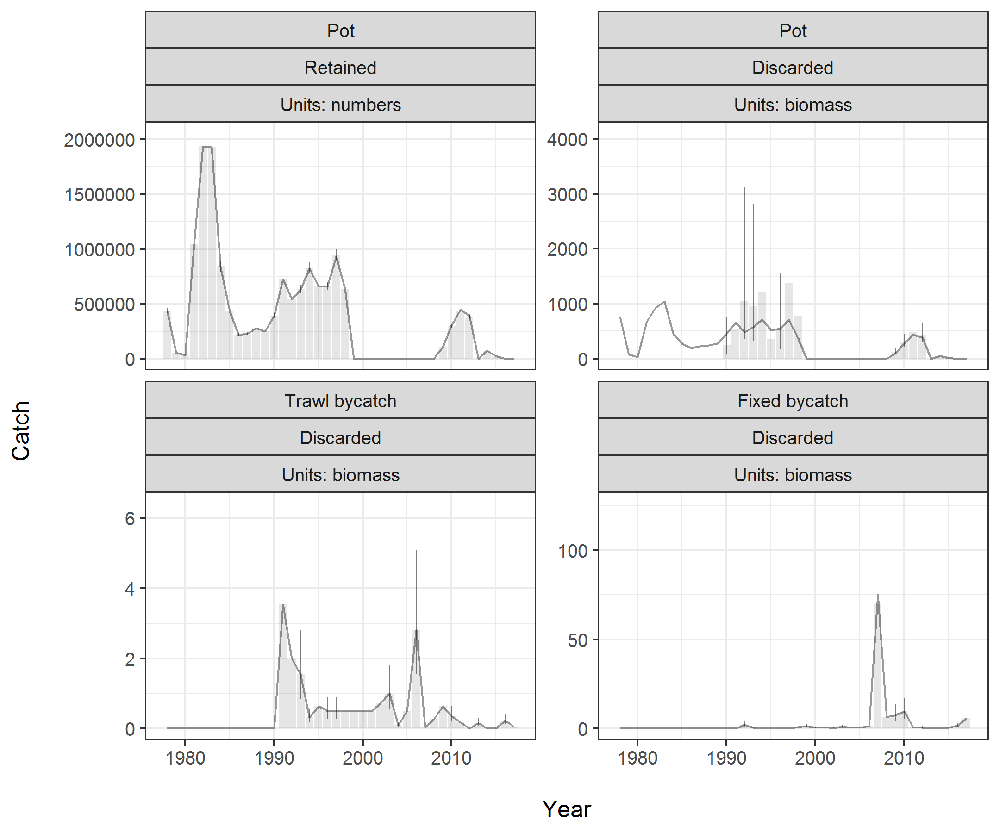 Pot
Retained
Units: numbers
2000000
1500000
1000000
500000
0
Pot
Discarded
Units: biomass
4000
3000
2000
1000
0
Catch
Trawl bycatch
Discarded
Units: biomass
6
4
2
0
1980 1990 2000 2010
Fixed bycatch
Discarded
Units: biomass
100
50
0
1980 1990 2000 2010
Year